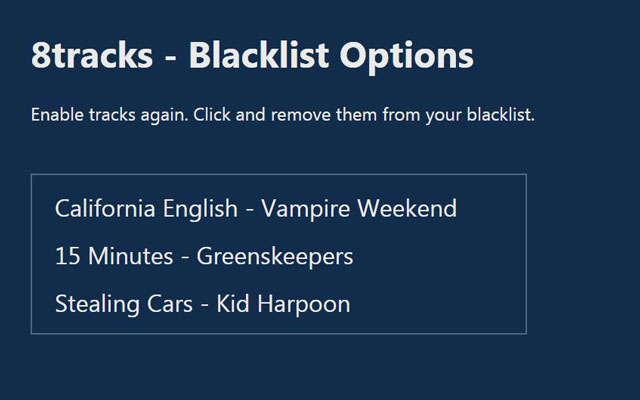 8tracks - Blacklist Options
Enable tracks again. Click and remove them from your blacklist.
California English - Vampire Weekend
15 Minutes - Greenskeepers
Stealing Cars - Kid Harpoon